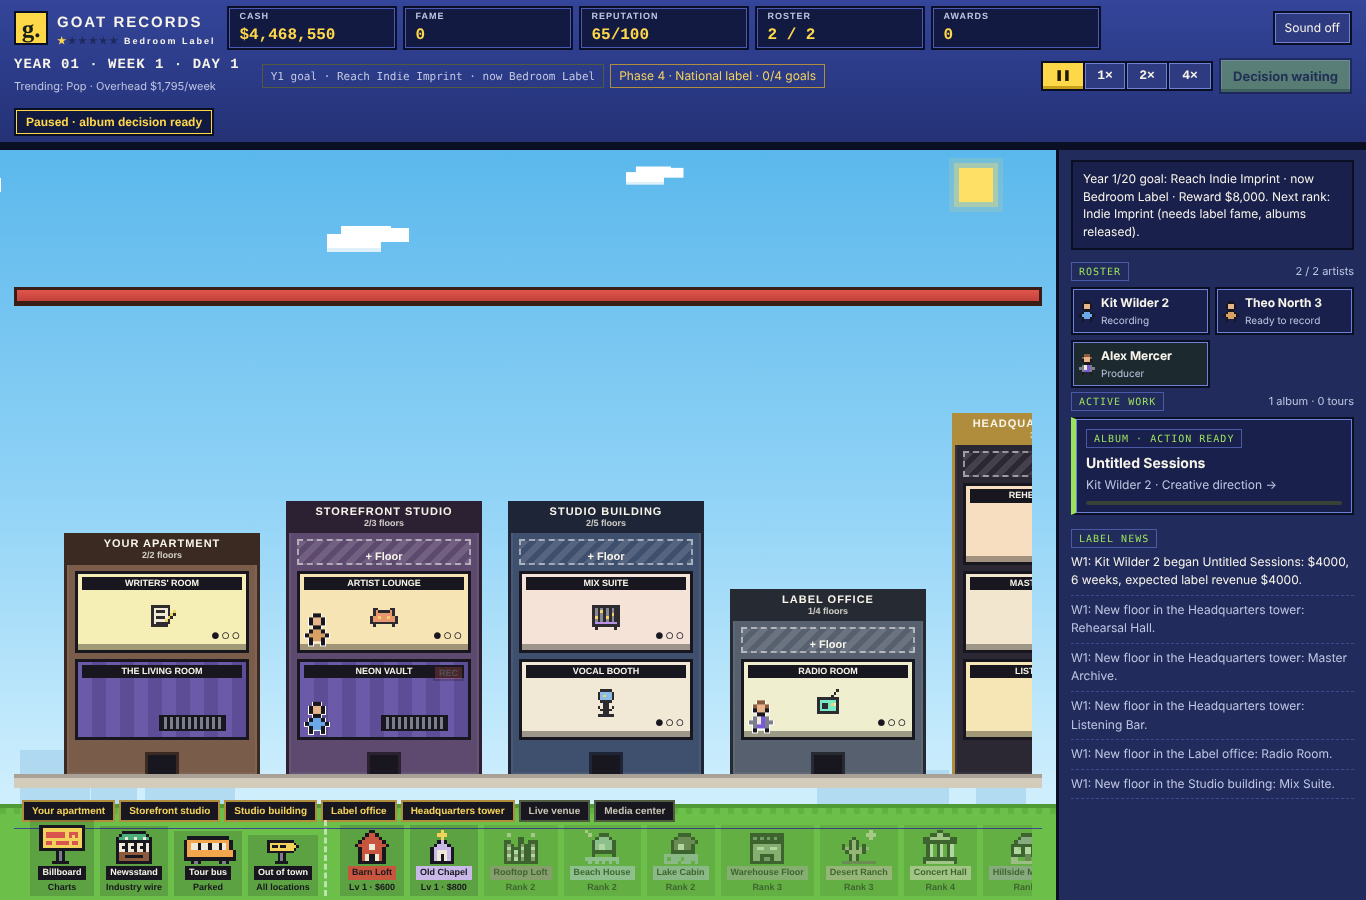 g.
GOAT RECORDS
★★★★★★ Bedroom Label
CASH
$4,468,550
FAME
0
REPUTATION
65/100
ROSTER
2 / 2
AWARDS
0
Sound off
YEAR 01 · WEEK 1 · DAY 1
Trending: Pop · Overhead $1,795/week
Y1 goal · Reach Indie Imprint · now Bedroom Label
Phase 4 · National label · 0/4 goals
1×
2×
4×
Decision waiting
Paused · album decision ready
Year 1/20 goal: Reach Indie Imprint · now
Bedroom Label · Reward $8,000. Next rank:
Indie Imprint (needs label fame, albums
released).
ROSTER
2 / 2 artists
Kit Wilder 2
Recording
Theo North 3
Ready to record
Alex Mercer
Producer
ACTIVE WORK
1 album · 0 tours
ALBUM · ACTION READY
Untitled Sessions
Kit Wilder 2 · Creative direction →
LABEL NEWS
W1: Kit Wilder 2 began Untitled Sessions: $4000,
6 weeks, expected label revenue $4000.
W1: New floor in the Headquarters tower:
Rehearsal Hall.
W1: New floor in the Headquarters tower: Master
Archive.
W1: New floor in the Headquarters tower:
Listening Bar.
W1: New floor in the Label office: Radio Room.
W1: New floor in the Studio building: Mix Suite.
YOUR APARTMENT
2/2 floors
WRITERS' ROOM
THE LIVING ROOM
STOREFRONT STUDIO
2/3 floors
+ Floor
ARTIST LOUNGE
NEON VAULT
REC
STUDIO BUILDING
2/5 floors
+ Floor
MIX SUITE
VOCAL BOOTH
LABEL OFFICE
1/4 floors
+ Floor
RADIO ROOM
HEADQUA
REHE
MAST
LIST
Your apartment
Storefront studio
Studio building
Label office
Headquarters tower
Live venue
Media center
Billboard
Charts
Newsstand
Industry wire
Tour bus
Parked
Out of town
All locations
Barn Loft
Lv 1 · $600
Old Chapel
Lv 1 · $800
Rooftop Loft
Rank 2
Beach House
Rank 2
Lake Cabin
Rank 2
Warehouse Floor
Rank 3
Desert Ranch
Rank 3
Concert Hall
Rank 4
Hillside M
Rank